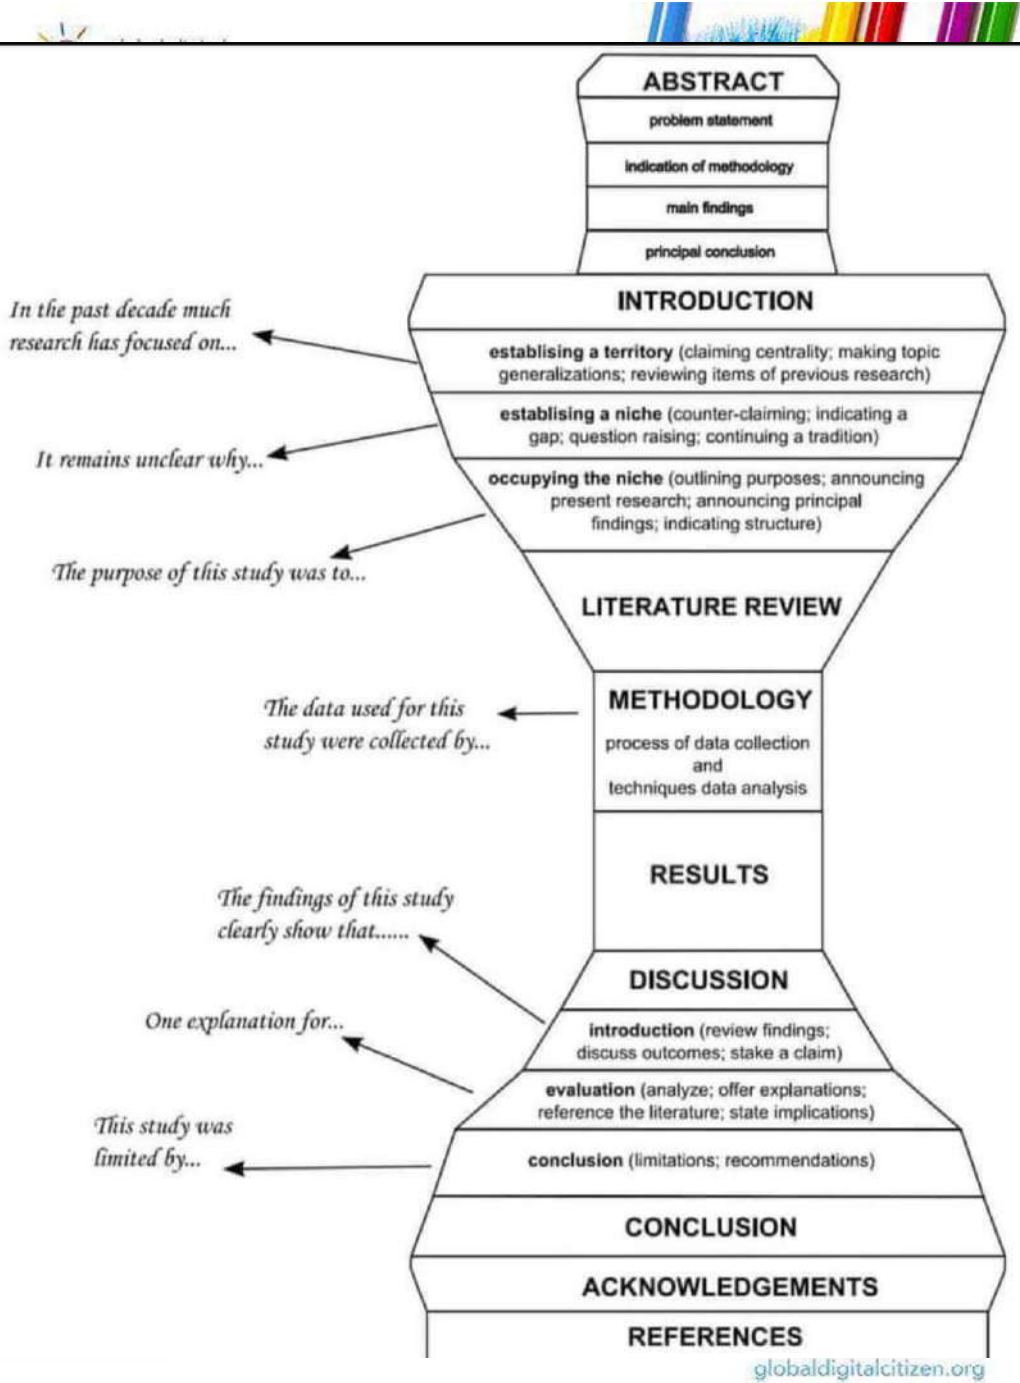 ABSTRACT
problem statement
indication of methodology
main findings
principal conclusion
INTRODUCTION
In the past decade much
research has focused on...
establising a territory (claiming centrality; making topic
generalizations; reviewing items of previous research)
establising a niche (counter-claiming; indicating a
gap; question raising; continuing a tradition)
It remains unclear why...
occupying the niche (outlining purposes; announcing
present research; announcing principal
findings; indicating structure)
The purpose of this study was to...
LITERATURE REVIEW
METHODOLOGY
The data used for this
study were collected by...
process of data collection
and
techniques data analysis
RESULTS
The findings of this study
clearly show that......
DISCUSSION
introduction (review findings;
discuss outcomes; stake a claim)
One explanation for...
evaluation (analyze; offer explanations;
reference the literature; state implications)
This study was
limited by...
conclusion (limitations; recommendations)
CONCLUSION
ACKNOWLEDGEMENTS
REFERENCES
globaldigitalcitizen.org